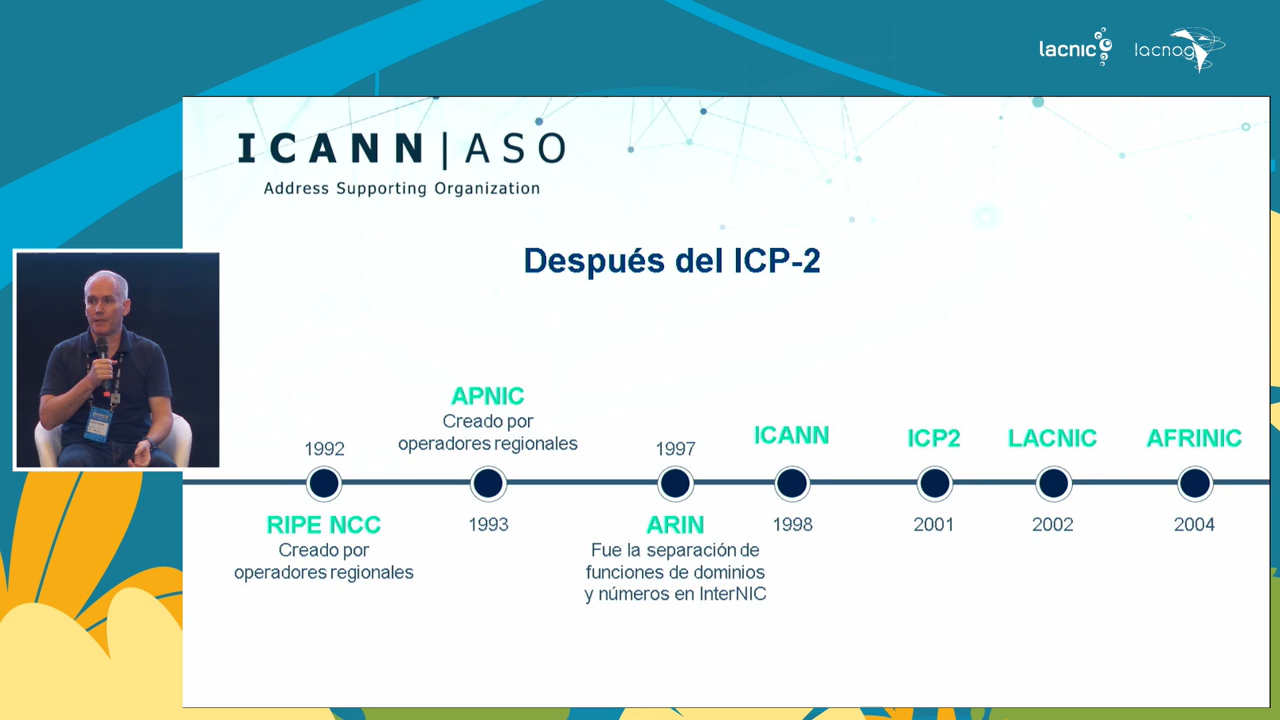 lacnic
lacnog
ICANN|ASO
Address Supporting Organization
Después del ICP-2
1992
RIPE NCC
Creado por
operadores regionales
APNIC
Creado por
operadores regionales
1993
1997
ARIN
Fue la separación de
funciones de dominios
y números en InterNIC
ICANN
1998
ICP2
2001
LACNIC
2002
AFRINIC
2004